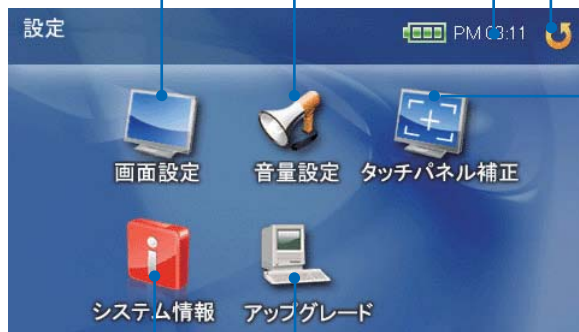 設定
PM 03:11
画面設定
音量設定
タッチパネル補正
システム情報
アップグレード